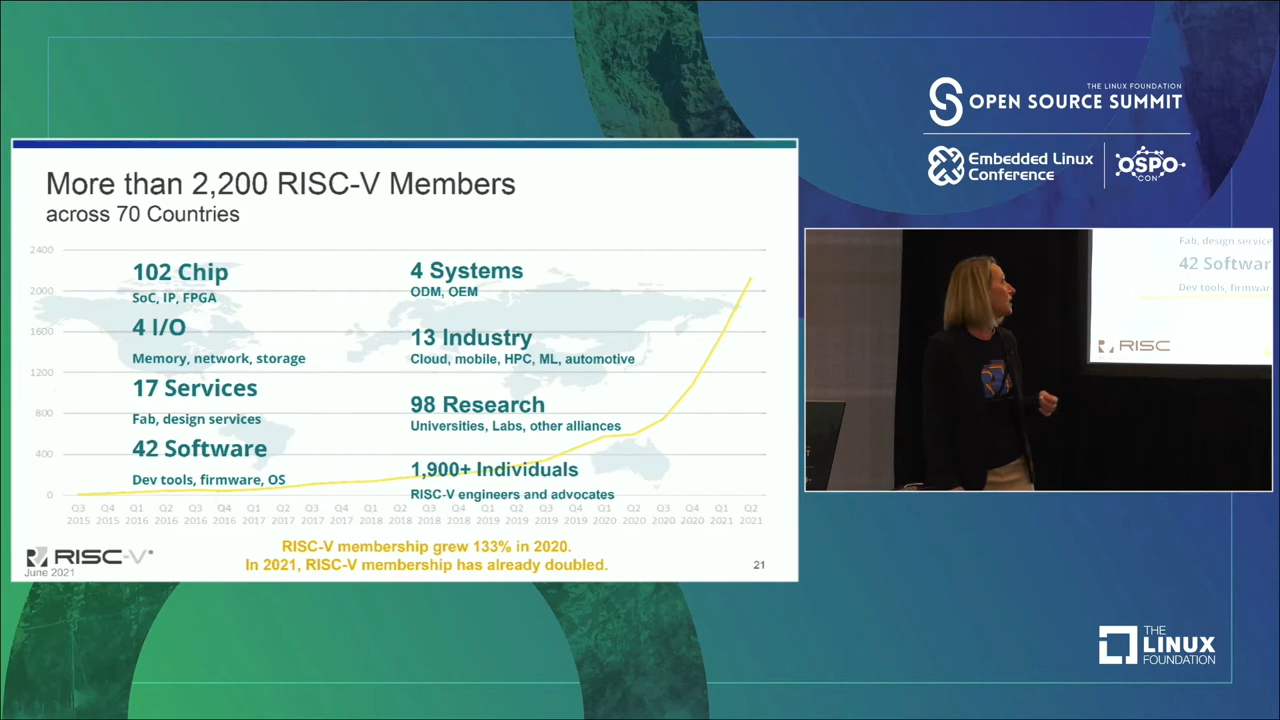 THE LINUX FOUNDATION
OPEN SOURCE SUMMIT
Embedded Linux
Conference
OSPO
CON
More than 2,200 RISC-V Members
across 70 Countries
2400
2000
1600
1200
800
400
0
102 Chip
SoC, IP, FPGA
4 I/O
Memory, network, storage
17 Services
Fab, design services
42 Software
Dev tools, firmware, OS
4 Systems
ODM, OEM
13 Industry
Cloud, mobile, HPC, ML, automotive
98 Research
Universities, Labs, other alliances
1,900+ Individuals
RISC-V engineers and advocates
Q3 Q4 Q1 Q2 Q3 Q4 Q1 Q2 Q3 Q4 Q1 Q2 Q3 Q4 Q1 Q2 Q3 Q4 Q1 Q2 Q3 Q4 Q1 Q2
2015 2015 2016 2016 2016 2016 2017 2017 2017 2017 2018 2018 2018 2018 2019 2019 2019 2019 2020 2020 2020 2020 2021 2021
RISC-V membership grew 133% in 2020.
In 2021, RISC-V membership has already doubled.
RISC-V
June 2021
21
Fab, design service
42 Softwar
Dev tools, firmware
RISC
THE
LINUX
FOUNDATION